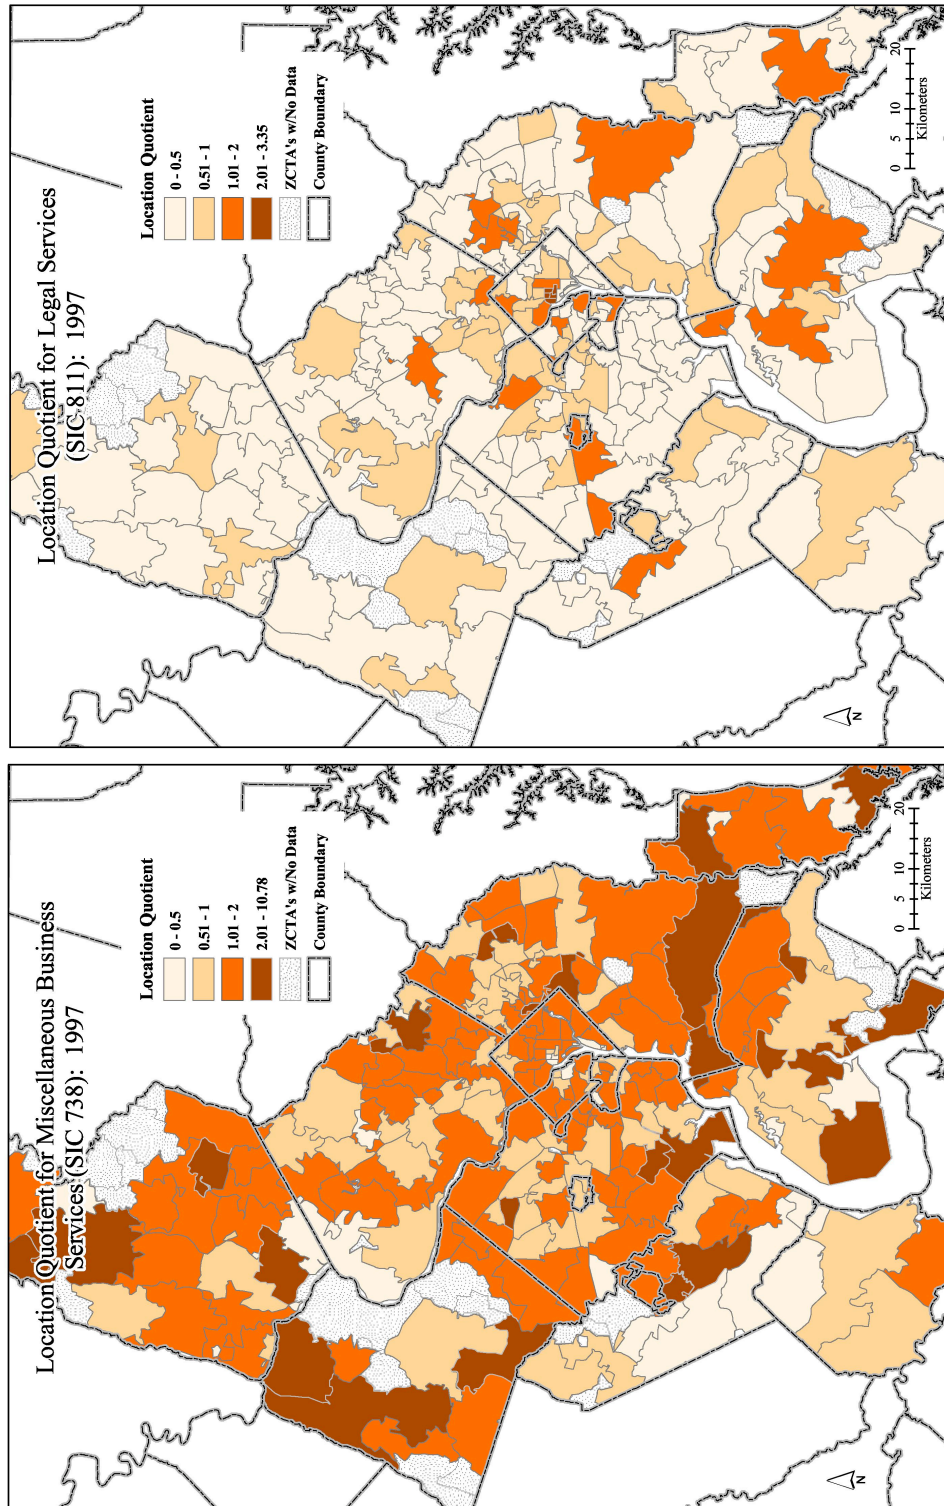 Location Quotient for Miscellaneous Business
Services (SIC 738): 1997
Location Quotient
0 - 0.5
0.51 - 1
1.01 - 2
2.01 - 10.78
ZCTA's w/No Data
County Boundary
N
0 5 10 20
Kilometers
Location Quotient for Legal Services
(SIC 811): 1997
Location Quotient
0 - 0.5
0.51 - 1
1.01 - 2
2.01 - 3.35
ZCTA's w/No Data
County Boundary
N
0 5 10 20
Kilometers